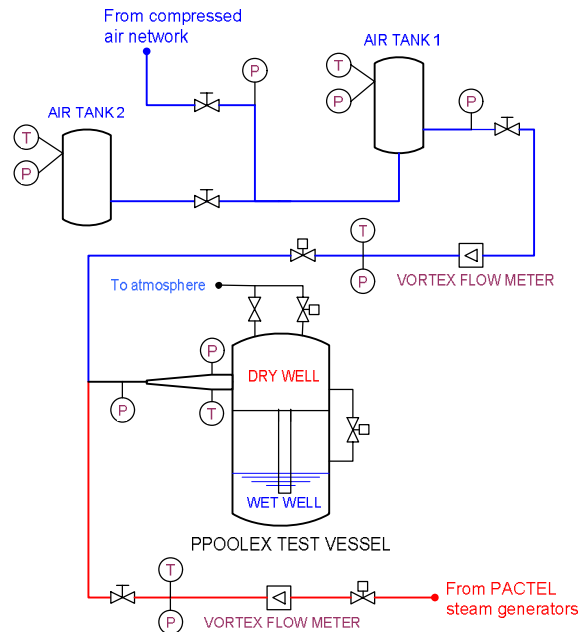 From compressed
air network
AIR TANK 1
T
P
P
P
AIR TANK 2
T
P
T
P
VORTEX FLOW METER
To atmosphere
P
DRY WELL
P
T
WET WELL
PPOOLEX TEST VESSEL
T
P
VORTEX FLOW METER
From PACTEL
steam generators